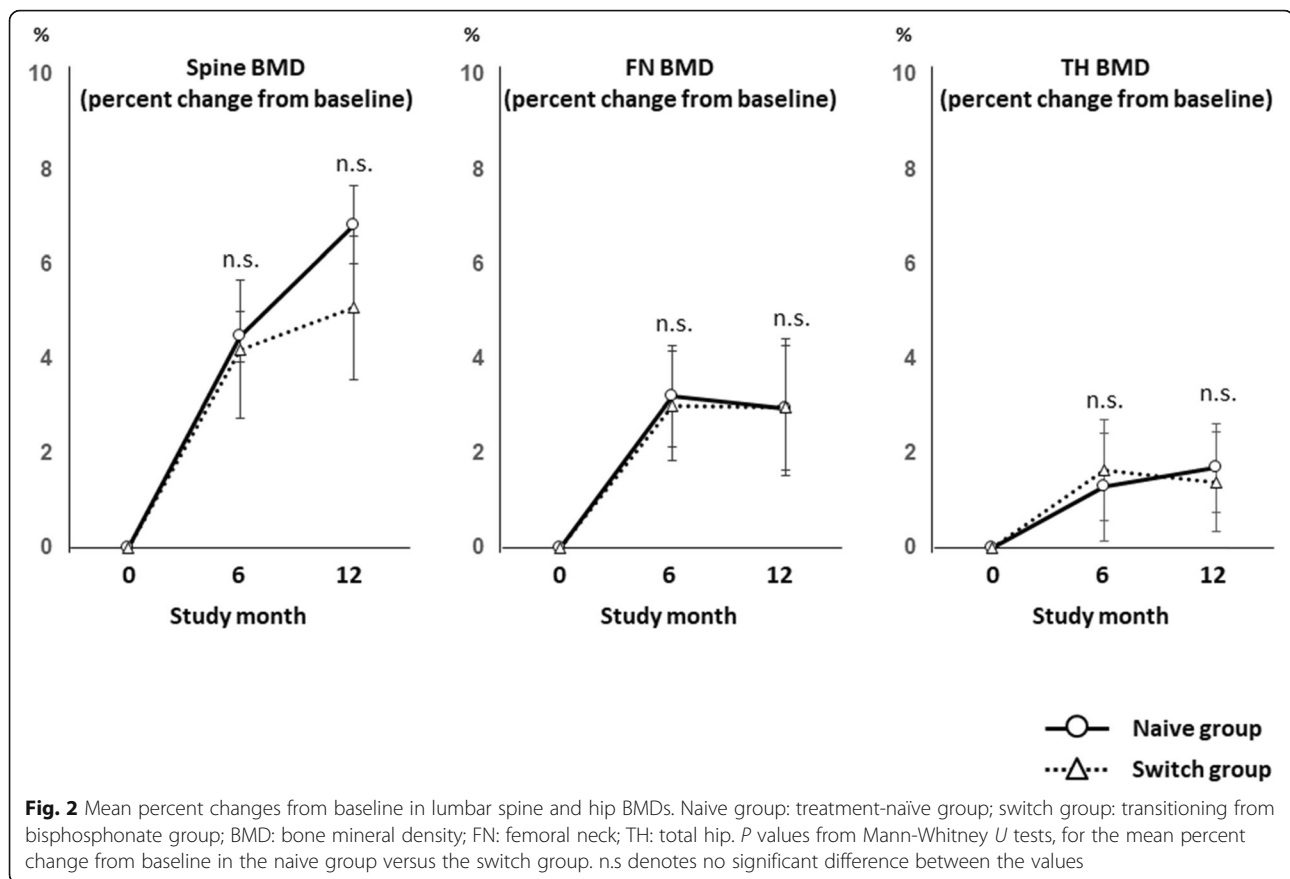 %
Spine BMD
(percent change from baseline)
10
8
6
4
2
0
n.s.
n.s.
0 6 12
Study month
%
FN BMD
(percent change from baseline)
10
8
6
4
2
0
n.s.
n.s.
0 6 12
Study month
%
TH BMD
(percent change from baseline)
10
8
6
4
2
0
n.s.
n.s.
0 6 12
Study month
Naive group
Switch group
Fig. 2 Mean percent changes from baseline in lumbar spine and hip BMDs. Naive group: treatment-naïve group; switch group: transitioning from
bisphosphonate group; BMD: bone mineral density; FN: femoral neck; TH: total hip. P values from Mann-Whitney U tests, for the mean percent
change from baseline in the naive group versus the switch group. n.s denotes no significant difference between the values